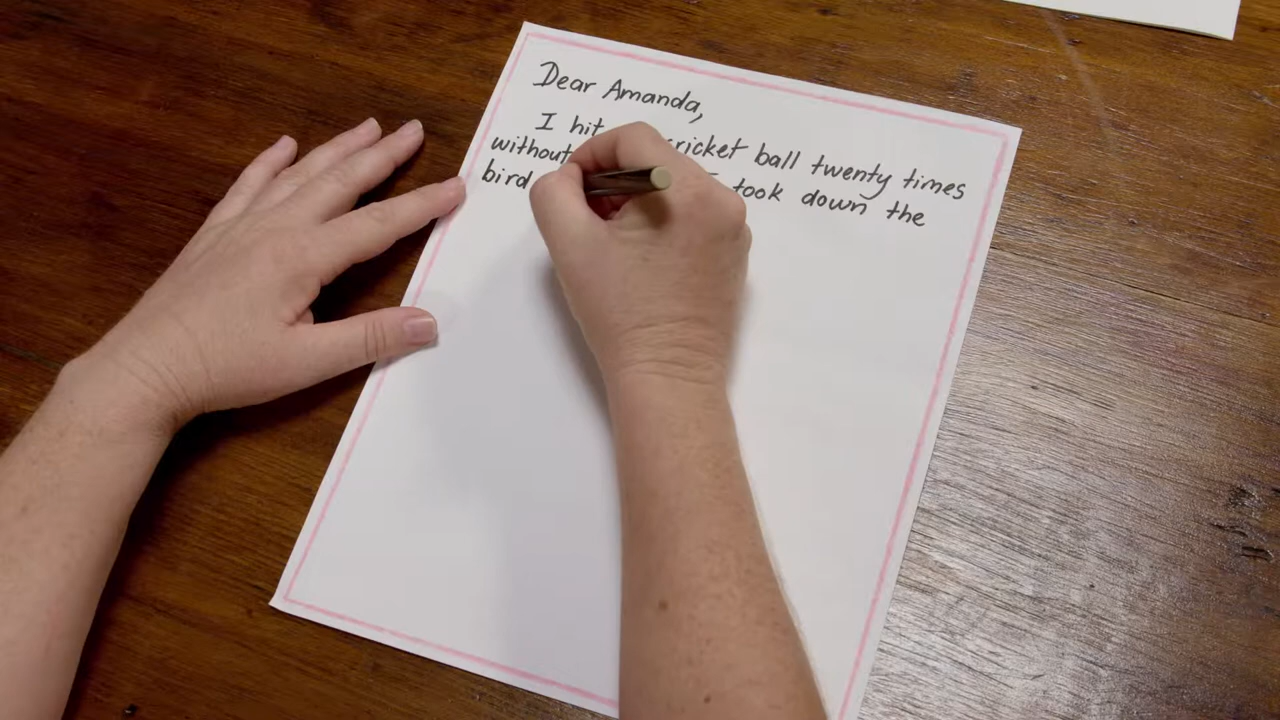 Dear Amanda,
I hit cricket ball twenty times
without took down the
bird